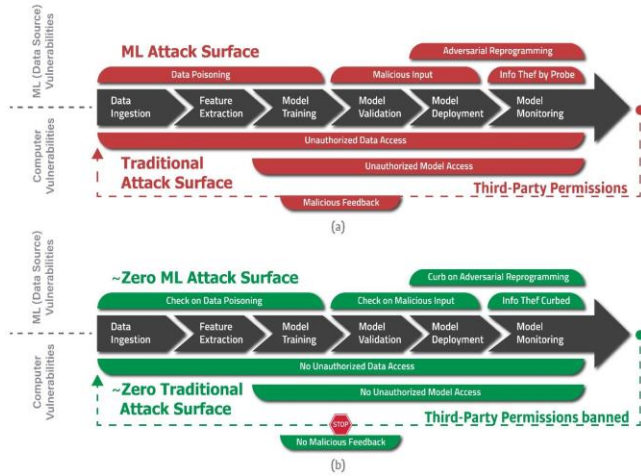 ML (Data Source)
Vulnerabilities
ML Attack Surface
Adversarial Reprogramming
Data Poisoning
Malicious Input
Info Thef by Probe
Data
Ingestion
Feature
Extraction
Model
Training
Model
Validation
Model
Deployment
Model
Monitoring
Computer
Vulnerabilities
Unauthorized Data Access
Traditional
Attack Surface
Unauthorized Model Access
Third-Party Permissions
Malicious Feedback
(a)
ML (Data Source)
Vulnerabilities
~Zero ML Attack Surface
Curb on Adversarial Reprogramming
Check on Data Poisoning
Check on Malicious Input
Info Thef Curbed
Data
Ingestion
Feature
Extraction
Model
Training
Model
Validation
Model
Deployment
Model
Monitoring
Computer
Vulnerabilities
No Unauthorized Data Access
~Zero Traditional
Attack Surface
No Unauthorized Model Access
Third-Party Permissions banned
STOP
No Malicious Feedback
(b)